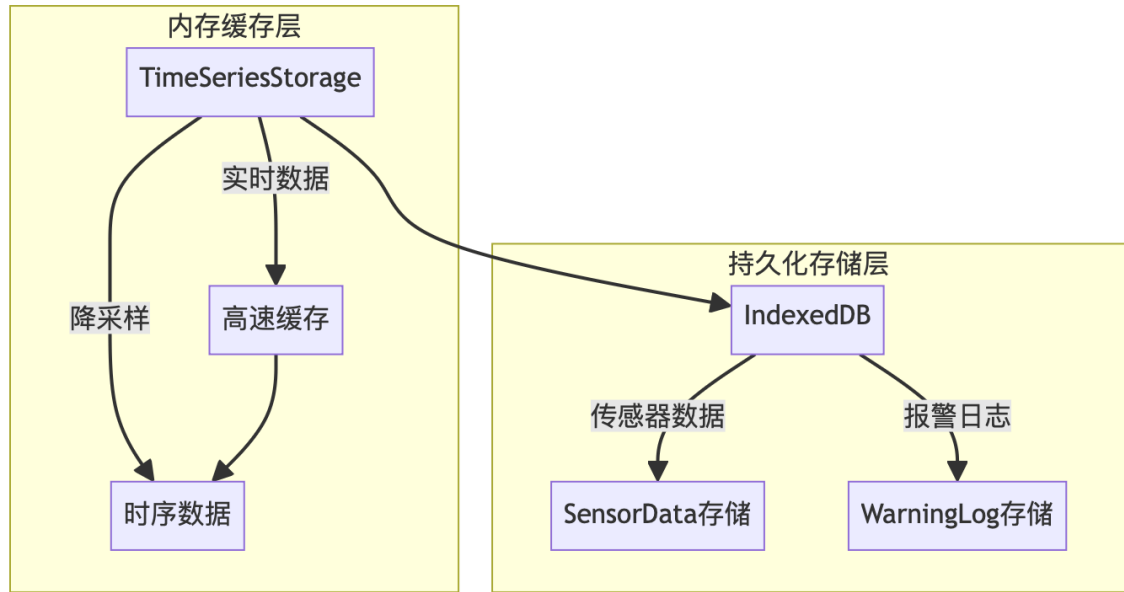 内存缓存层
TimeSeriesStorage
实时数据
降采样
高速缓存
时序数据
持久化存储层
IndexedDB
传感器数据
报警日志
SensorData存储
WarningLog存储